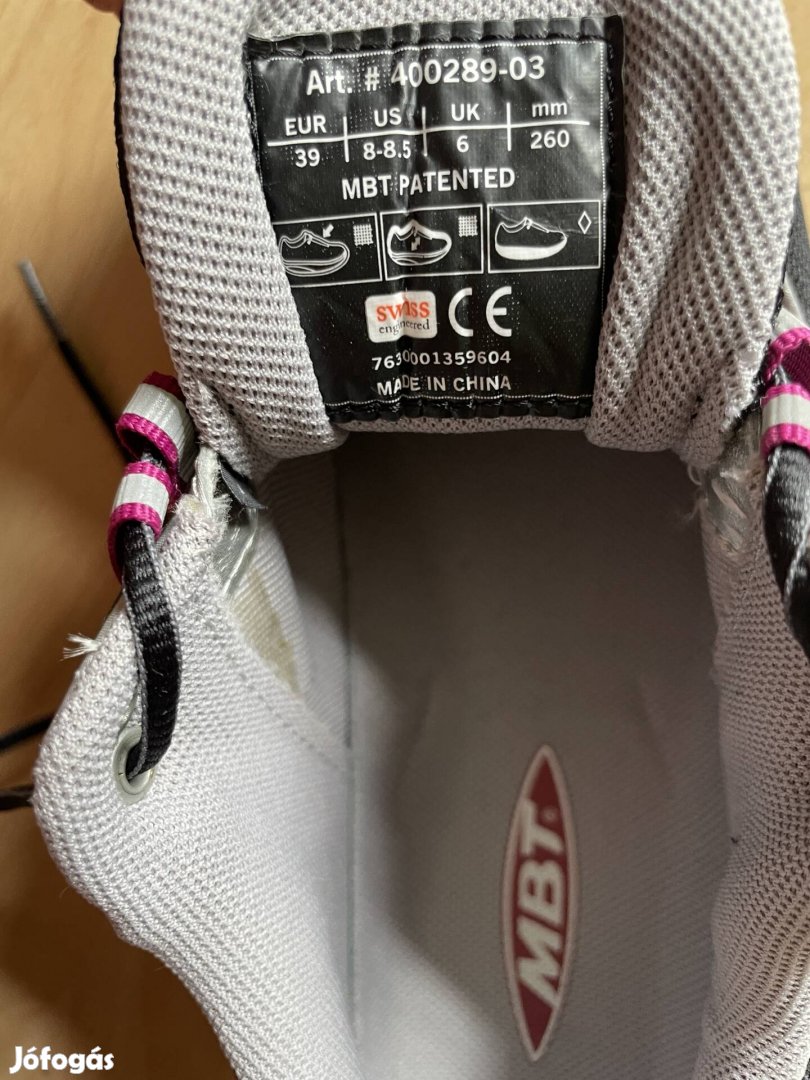 Art. # 400289-03
EUR US UK mm
39 8-8.5 6 260
MBT PATENTED
swiss
engineered
CE
7630001359604
MADE IN CHINA
MBT
Jófogás